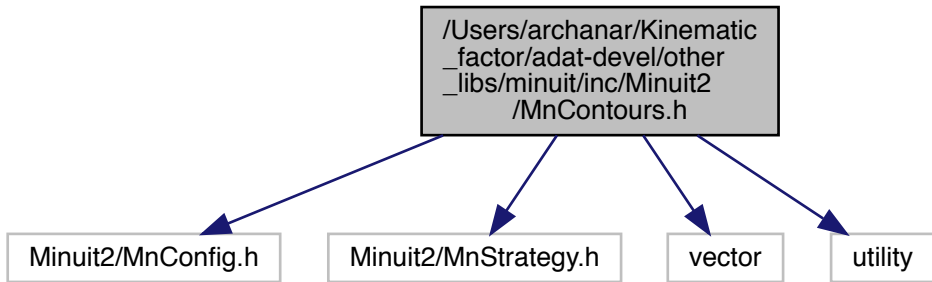 /Users/archanar/Kinematic
_factor/adat-devel/other
_libs/minuit/inc/Minuit2
/MnContours.h
Minuit2/MnConfig.h
Minuit2/MnStrategy.h
vector
utility